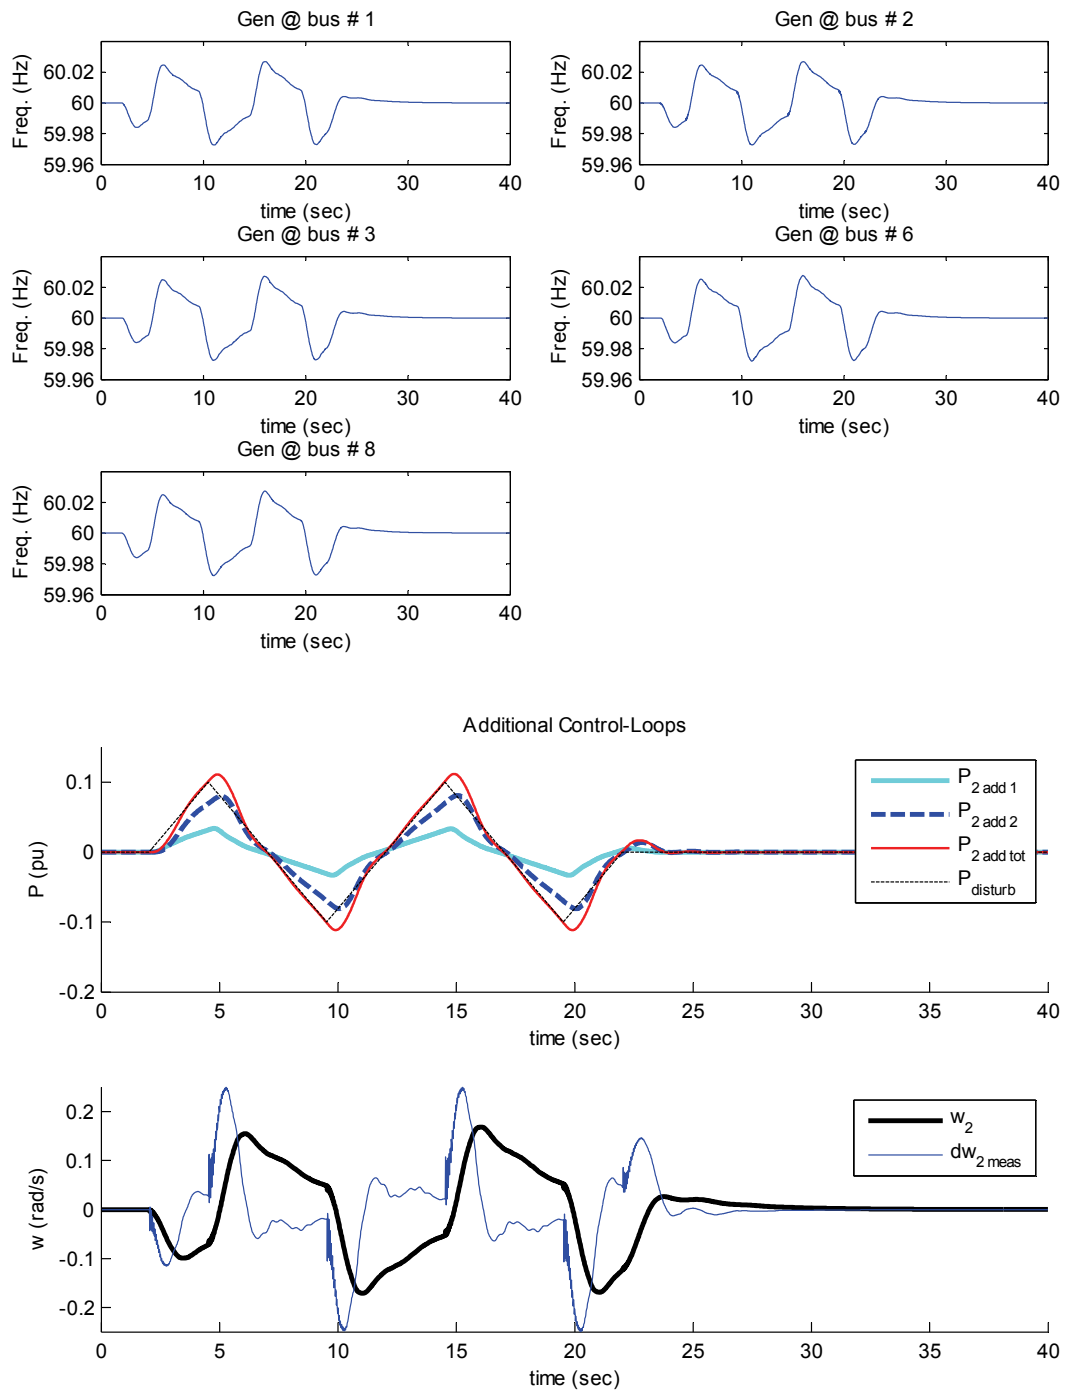 Gen @ bus # 1
Gen @ bus # 2
Freq. (Hz)
60.02
60
59.98
59.96
0 10 20 30 40
time (sec)
Freq. (Hz)
60.02
60
59.98
59.96
0 10 20 30 40
time (sec)
Gen @ bus # 3
Gen @ bus # 6
Freq. (Hz)
60.02
60
59.98
59.96
0 10 20 30 40
time (sec)
Freq. (Hz)
60.02
60
59.98
59.96
0 10 20 30 40
time (sec)
Gen @ bus # 8
Freq. (Hz)
60.02
60
59.98
59.96
0 10 20 30 40
time (sec)
Additional Control-Loops
P (pu)
0.1
0
-0.1
-0.2
P2 add 1
P2 add 2
P2 add tot
Pdisturb
0 5 10 15 20 25 30 35 40
time (sec)
w (rad/s)
0.2
0.1
0
-0.1
-0.2
w2
dw2 meas
0 5 10 15 20 25 30 35 40
time (sec)